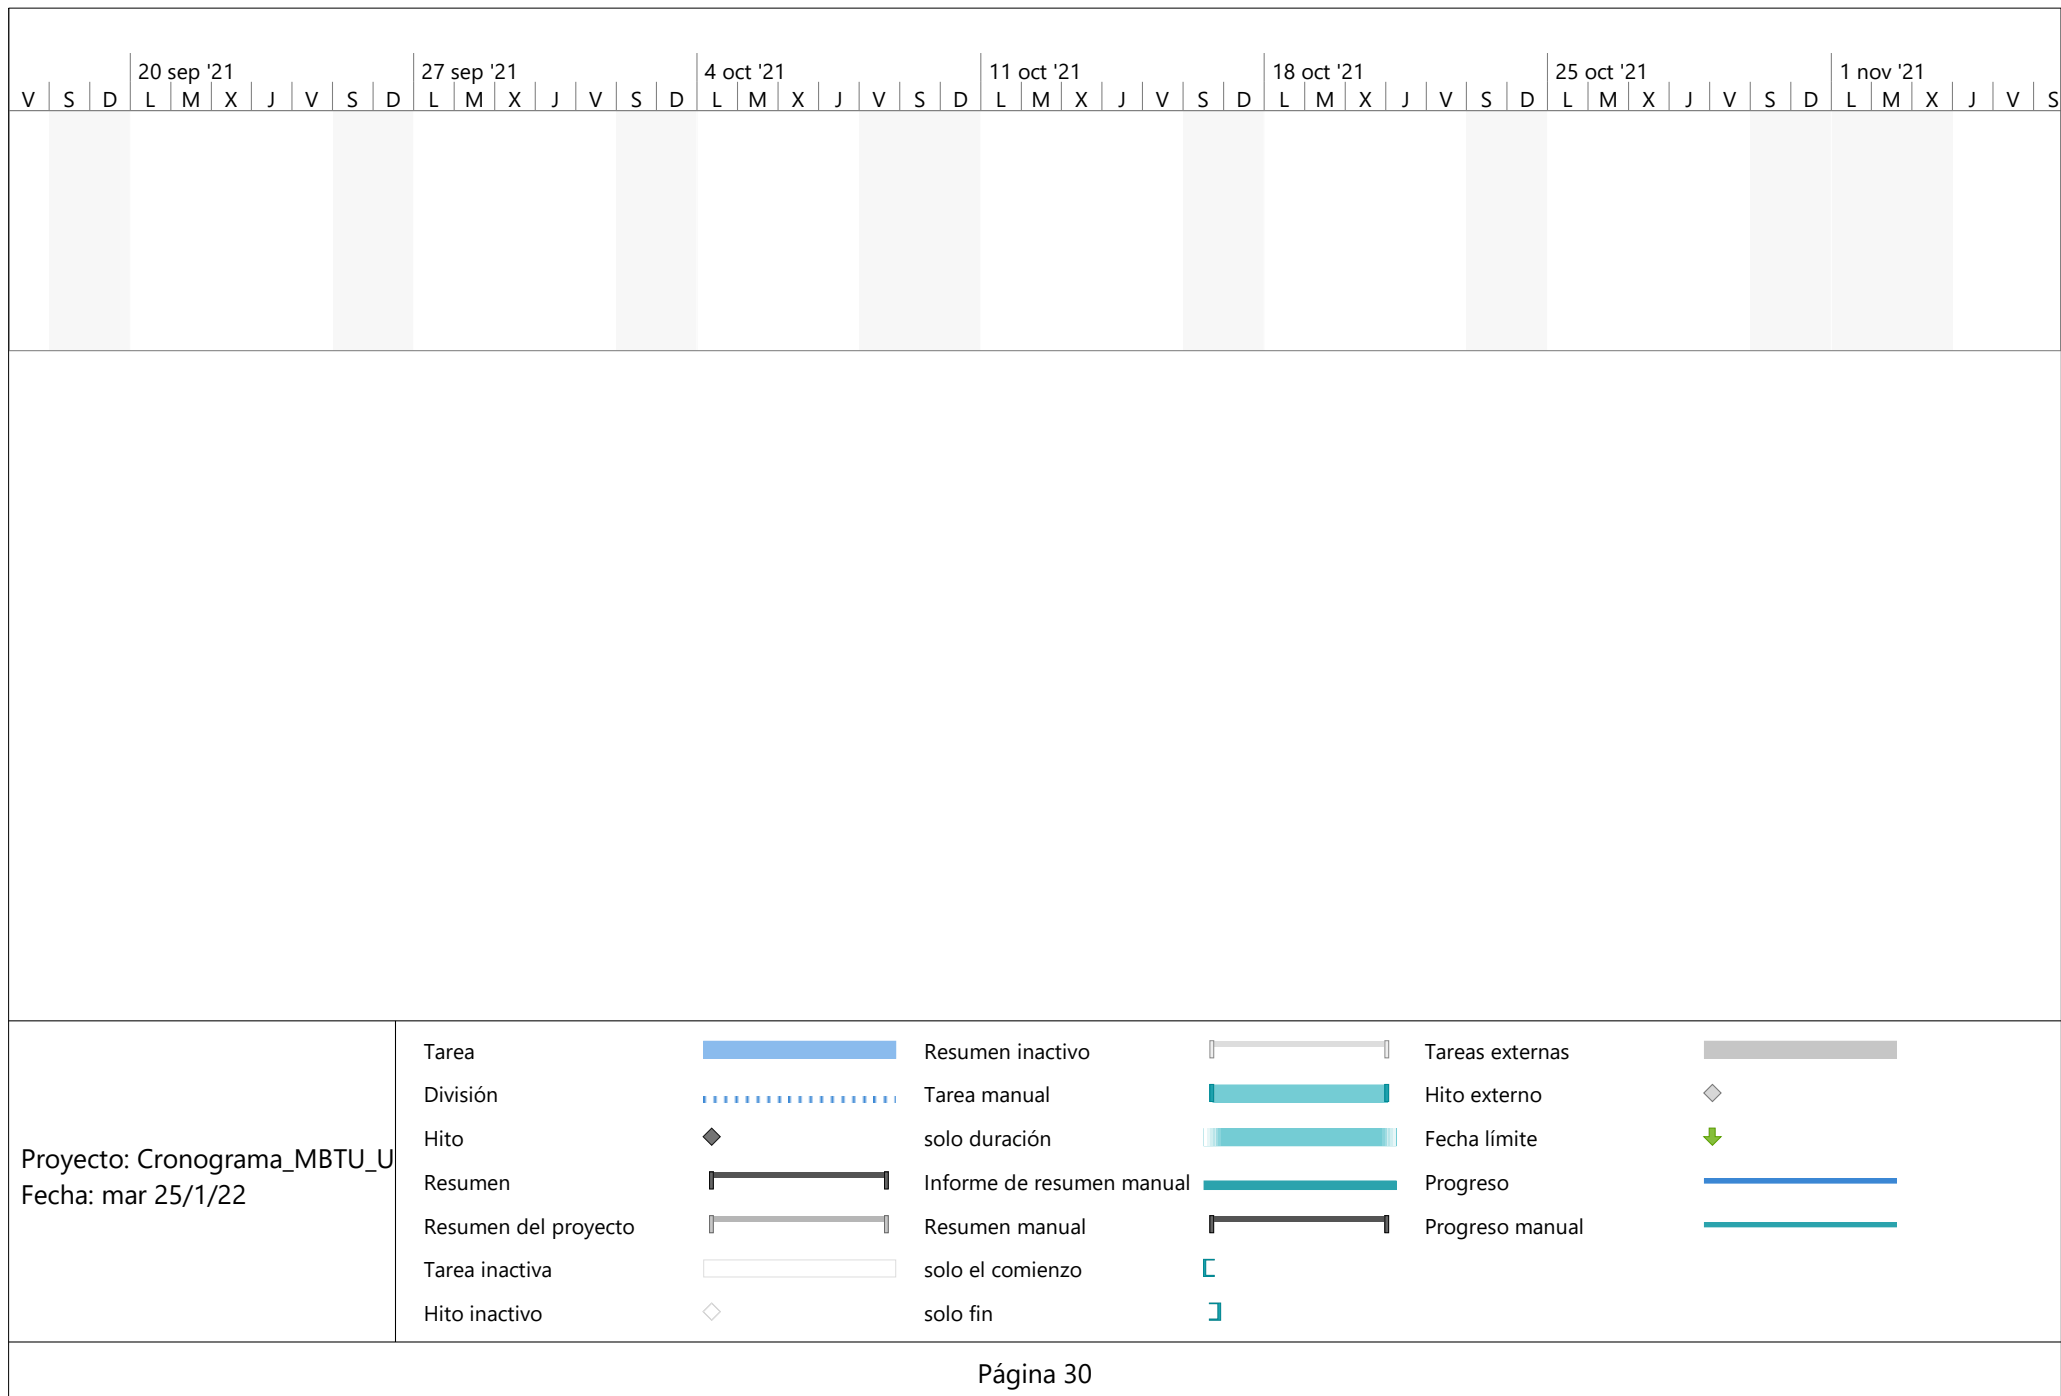 20 sep '21 27 sep '21 4 oct '21 11 oct '21 18 oct '21 25 oct '21 1 nov '21
V S D L M X J V S D L M X J V S D L M X J V S D L M X J V S D L M X J V S D L M X J V S D L M X J V S
Proyecto: Cronograma_MBTU_U
Fecha: mar 25/1/22
Tarea
División
Hito
Resumen
Resumen del proyecto
Tarea inactiva
Hito inactivo
Resumen inactivo
Tarea manual
solo duración
Informe de resumen manual
Resumen manual
solo el comienzo
solo fin
Tareas externas
Hito externo
Fecha límite
Progreso
Progreso manual
Página 30